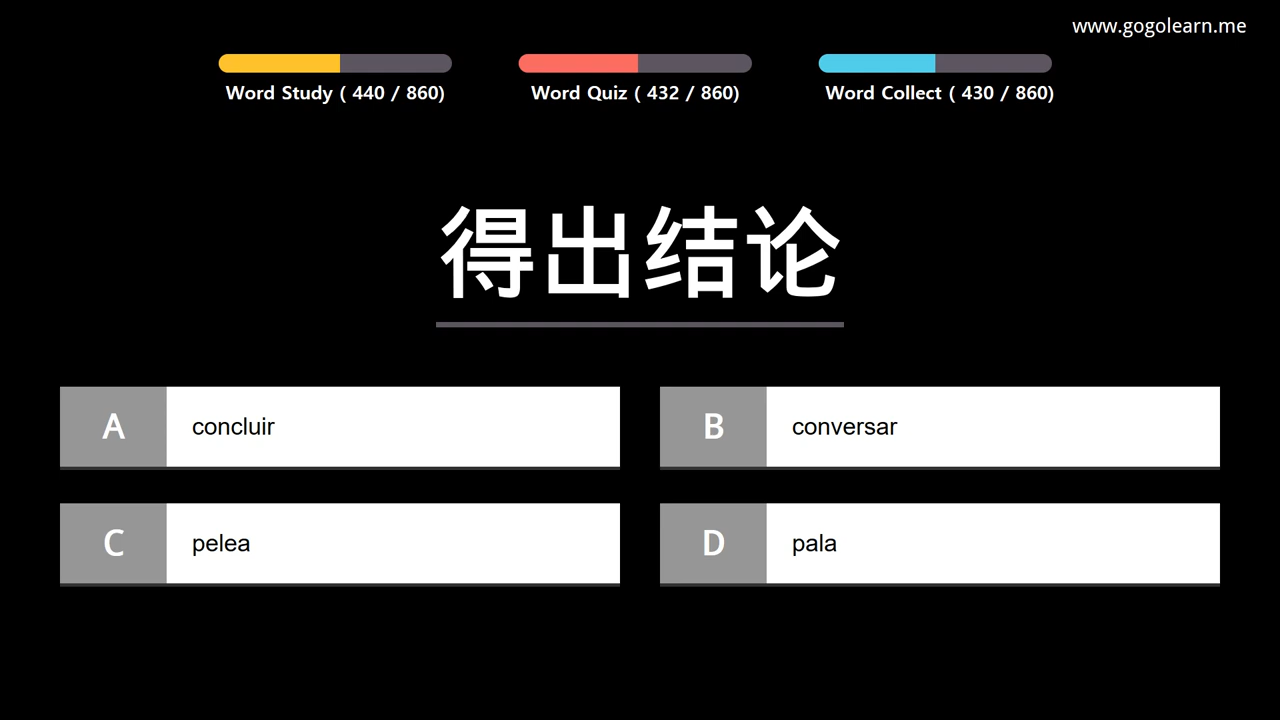 www.gogolearn.me
Word Study ( 440 / 860)
Word Quiz ( 432 / 860)
Word Collect ( 430 / 860)
得出结论
A concluir
B conversar
C pelea
D pala